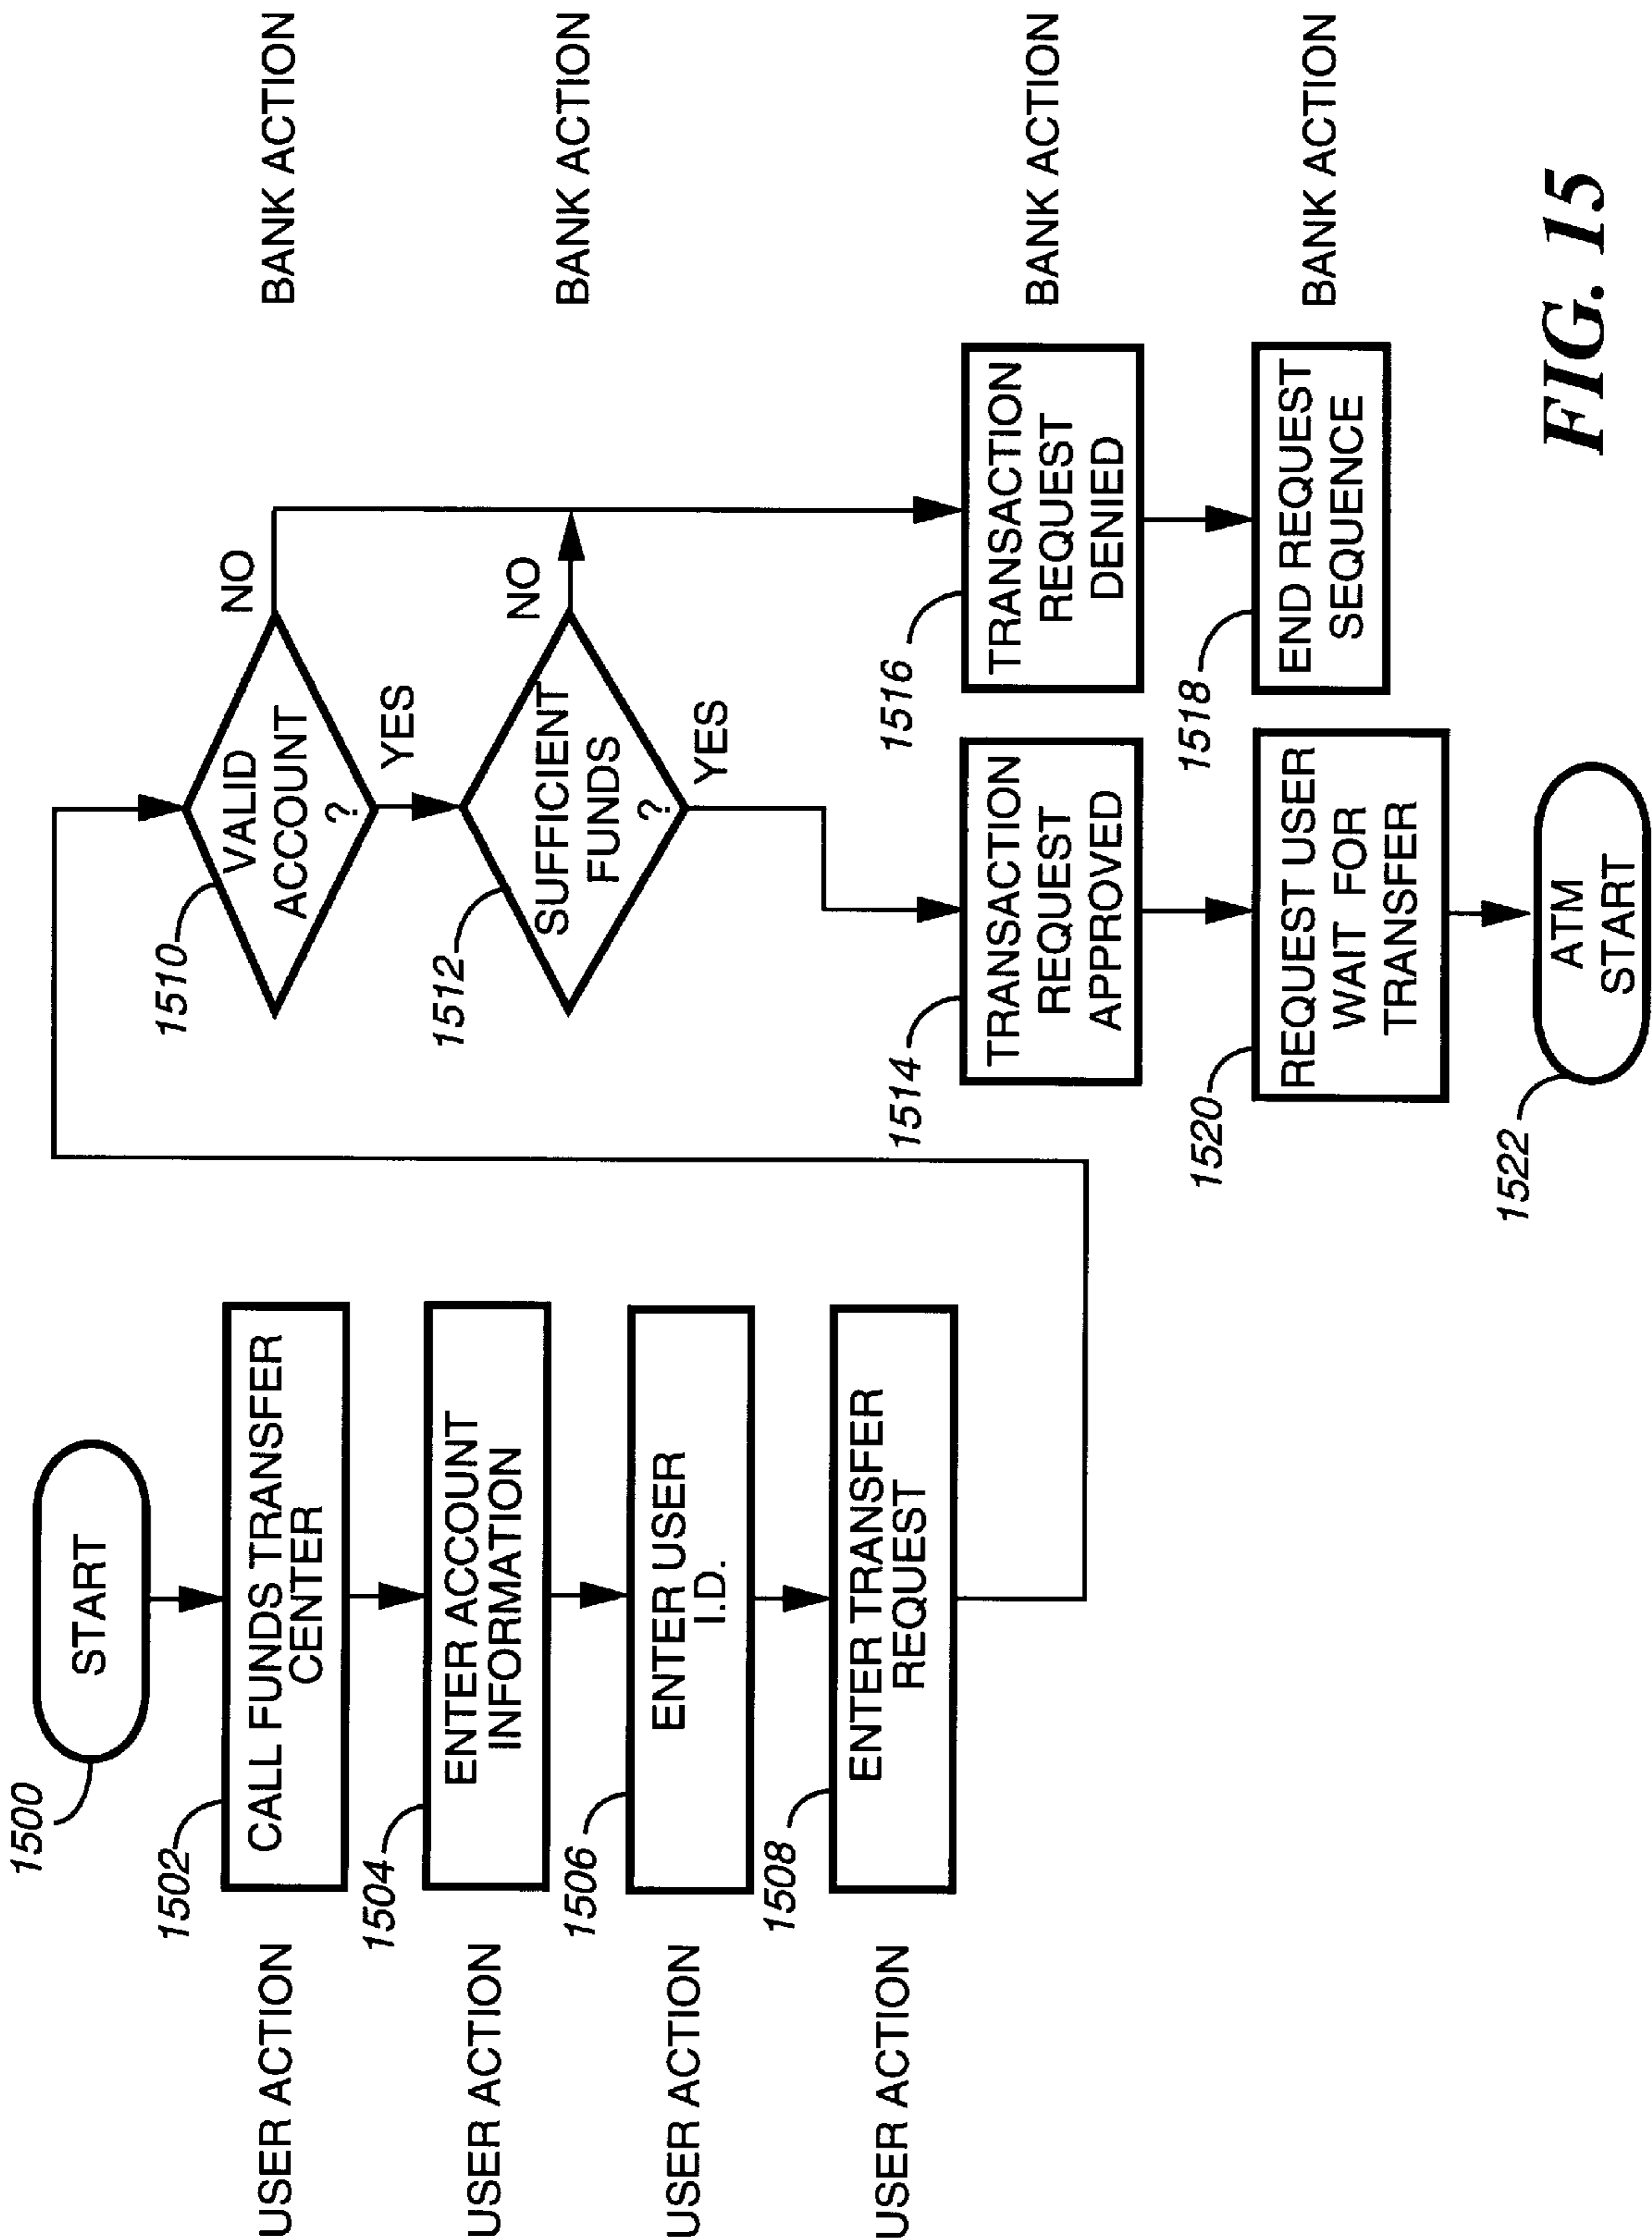 1500
START
1502
USER ACTION
CALL FUNDS TRANSFER
CENTER
1504
USER ACTION
ENTER ACCOUNT
INFORMATION
1506
USER ACTION
ENTER USER
I.D.
1508
USER ACTION
ENTER TRANSFER
REQUEST
1510
VALID
ACCOUNT
?
NO
YES
BANK ACTION
1512
SUFFICIENT
FUNDS
?
NO
YES
BANK ACTION
1514
TRANSACTION
REQUEST
APPROVED
1516
TRANSACTION
REQUEST
DENIED
BANK ACTION
1520
REQUEST USER
WAIT FOR
TRANSFER
1518
END REQUEST
SEQUENCE
BANK ACTION
1522
ATM
START
FIG. 15